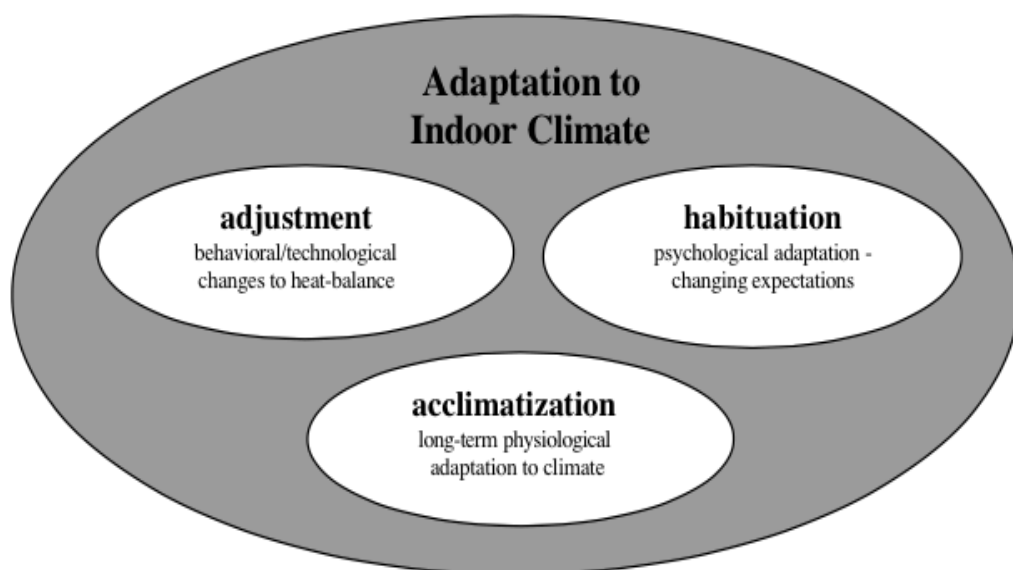 Adaptation to
Indoor Climate
adjustment
behavioral/technological
changes to heat-balance
habituation
psychological adaptation -
changing expectations
acclimatization
long-term physiological
adaptation to climate